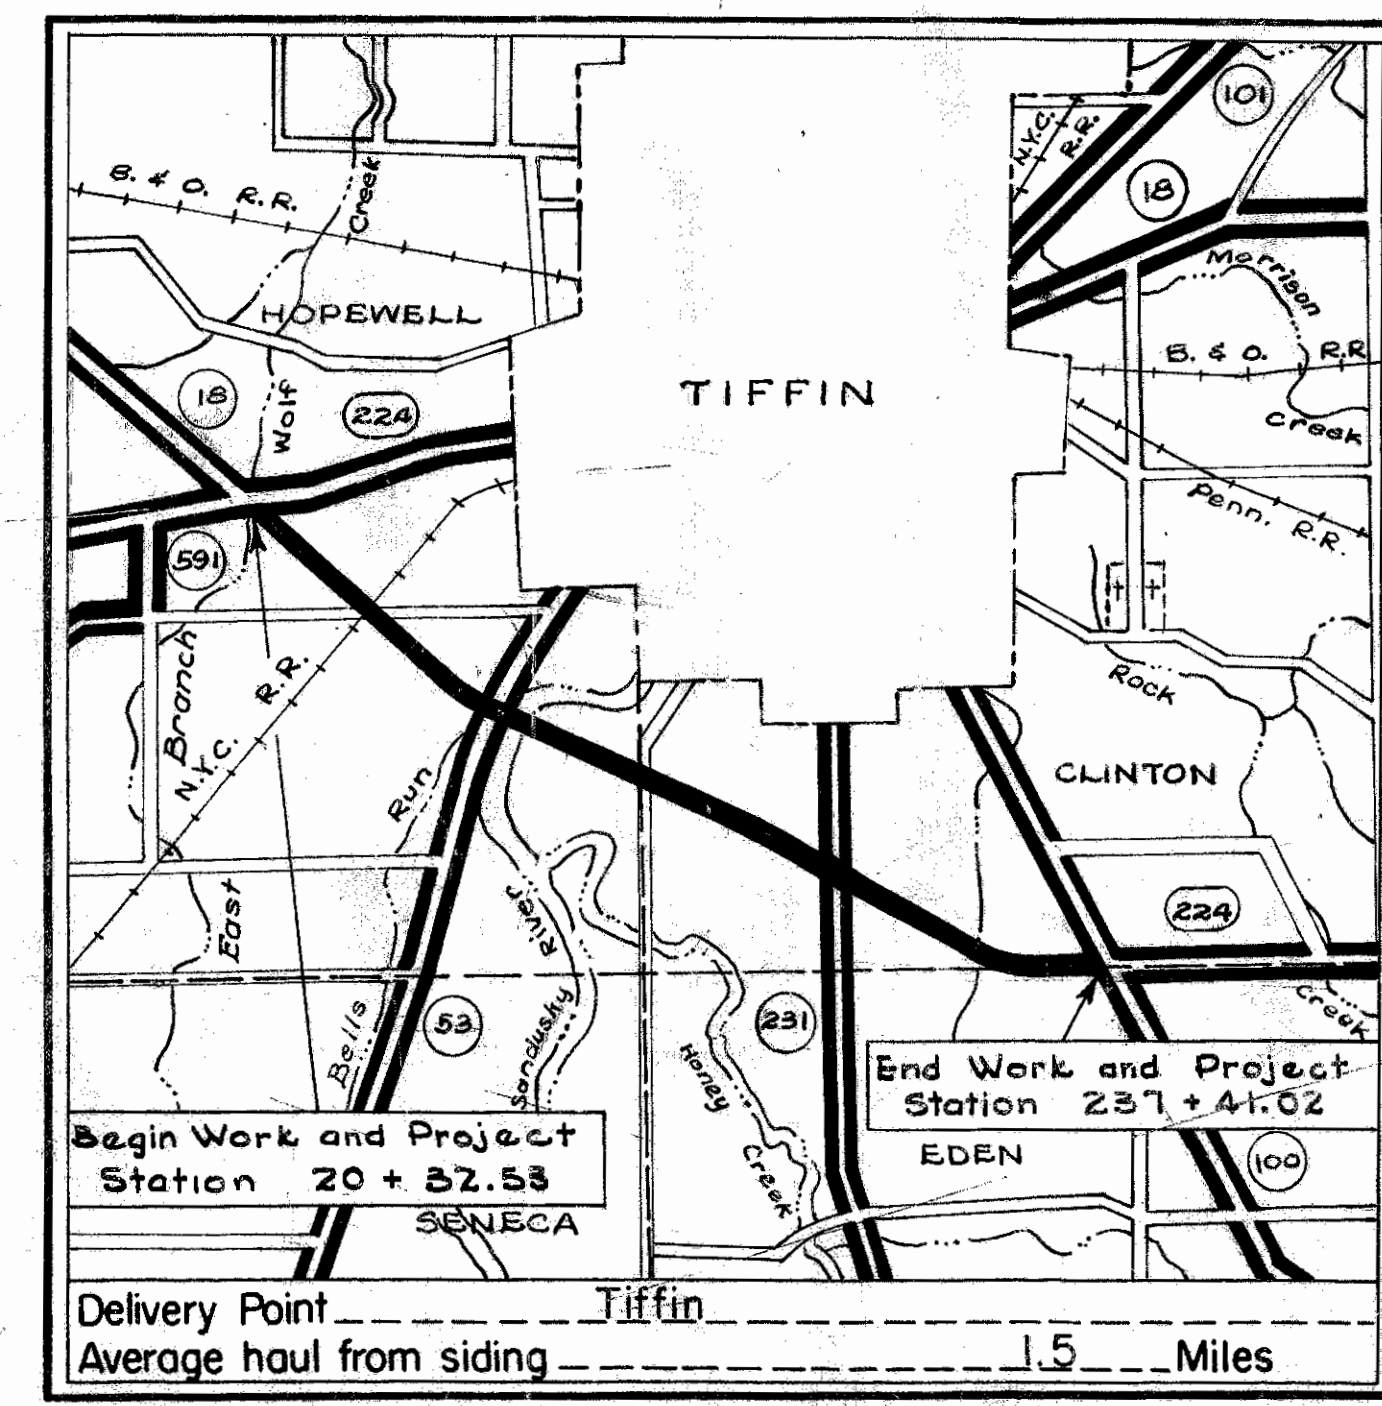 101
N.Y.C.
R.R.
18
B. & O. R.R.
Creek
Morrison
HOPEWELL
B. & O. R.R.
TIFFIN
18
224
Wolf
Creek
Penn. R.R.
591
Rock
Branch
R.R.
N.Y.C.
CLINTON
Run
East
River
224
Bells
53
Sandusky
231
Creek
Honey
End Work and Project
Station 237 + 41.02
Begin Work and Project
Station 20 + 32.53
EDEN
100
Creek
SENECA
Delivery Point Tiffin
Average haul from siding 1.5 Miles